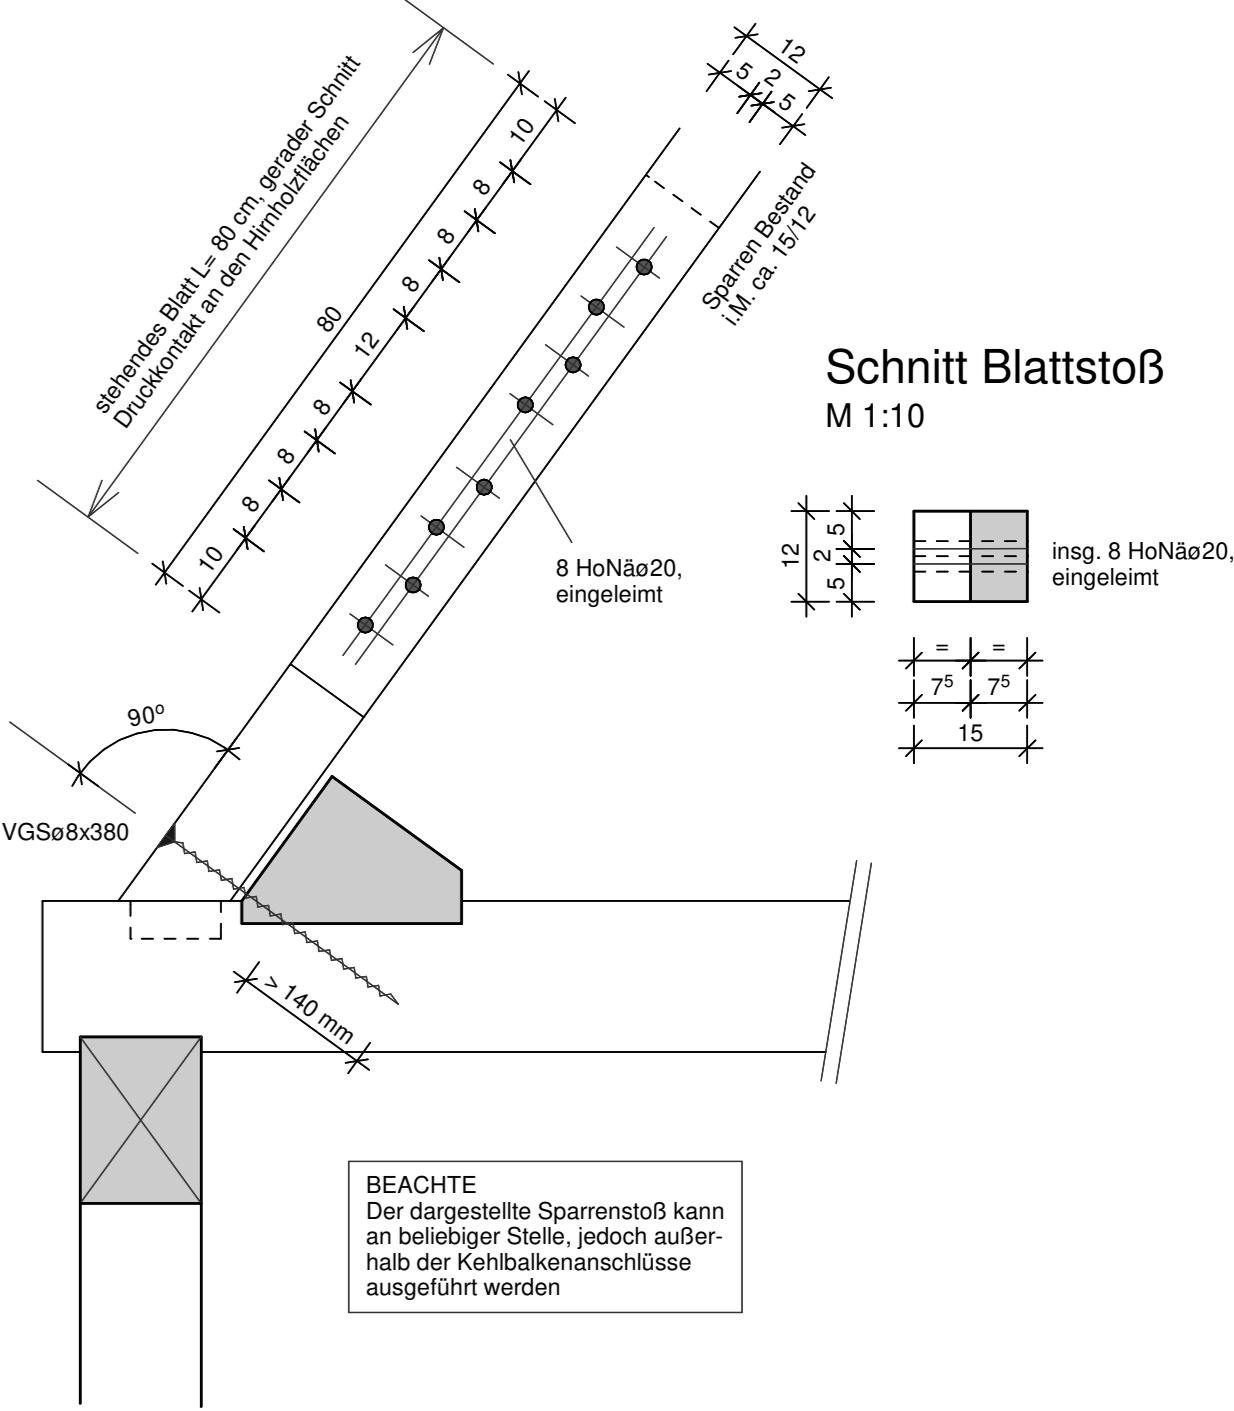 12
5
2
5
stehendes Blatt L= 80 cm, gerader Schnitt
Druckkontakt an den Hirnholzflächen
80
10
8
8
8
12
8
8
8
10
Sparren Bestand
i.M. ca. 15/12
Schnitt Blattstoß
M 1:10
12
5
2
5
insg. 8 HoNäø20,
eingeleimt
= =
7⁵ 7⁵
15
8 HoNäø20,
eingeleimt
90º
VGSø8x380
> 140 mm
BEACHTE
Der dargestellte Sparrenstoß kann
an beliebiger Stelle, jedoch außer-
halb der Kehlbalkenanschlüsse
ausgeführt werden